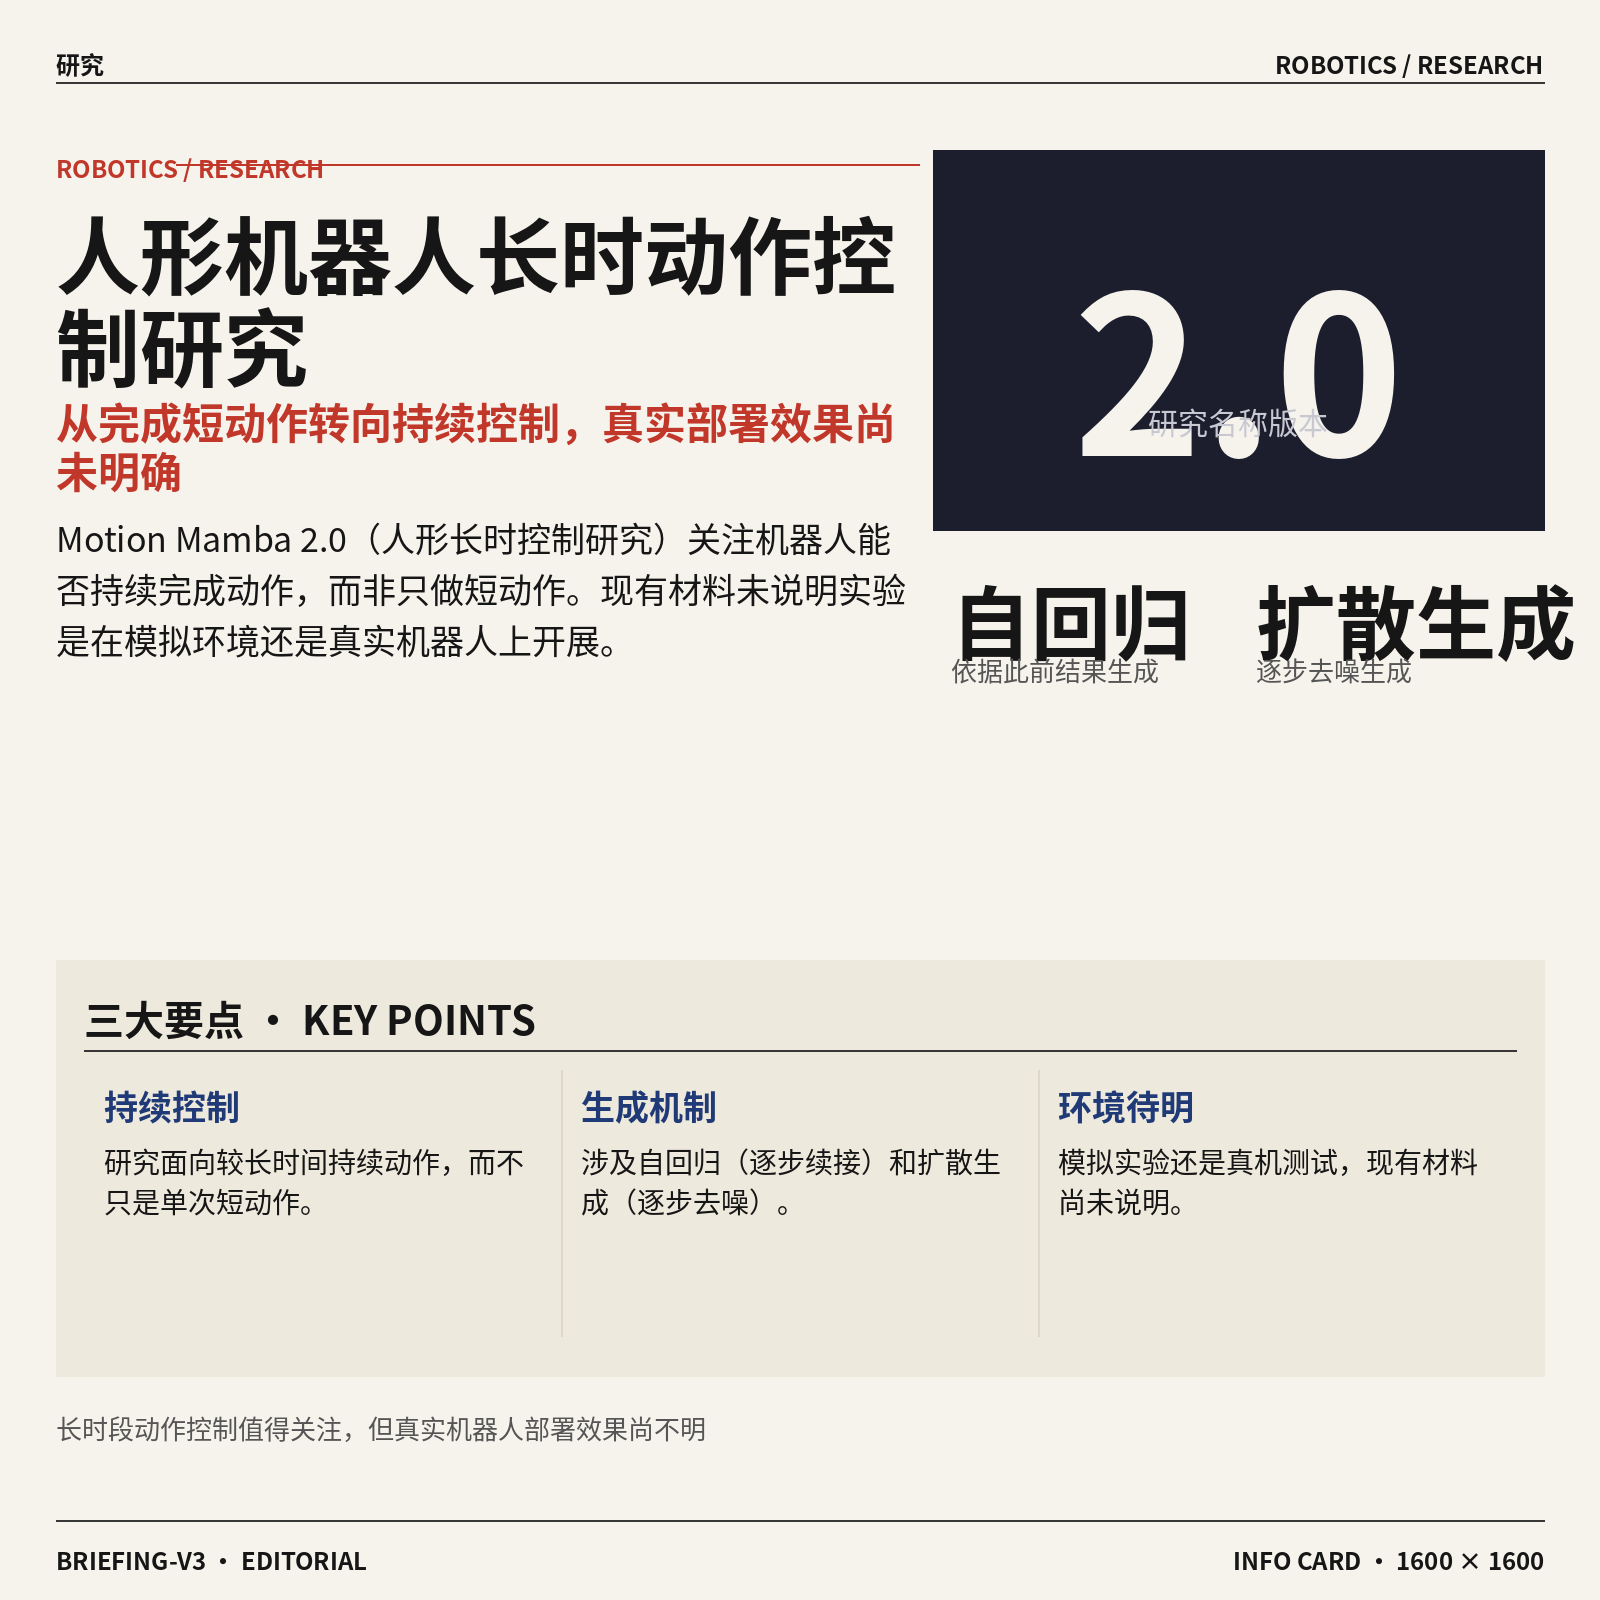 研究
ROBOTICS / RESEARCH
ROBOTICS / RESEARCH
人形机器人长时动作控
制研究
从完成短动作转向持续控制，真实部署效果尚
未明确
Motion Mamba 2.0（人形长时控制研究）关注机器人能
否持续完成动作，而非只做短动作。现有材料未说明实验
是在模拟环境还是真实机器人上开展。
2.0
研究名称版本
自回归
依据此前结果生成
扩散生成
逐步去噪生成
三大要点 · KEY POINTS
持续控制
研究面向较长时间持续动作，而不
只是单次短动作。
生成机制
涉及自回归（逐步续接）和扩散生
成（逐步去噪）。
环境待明
模拟实验还是真机测试，现有材料
尚未说明。
长时段动作控制值得关注，但真实机器人部署效果尚不明
BRIEFING-V3 · EDITORIAL
INFO CARD · 1600 × 1600